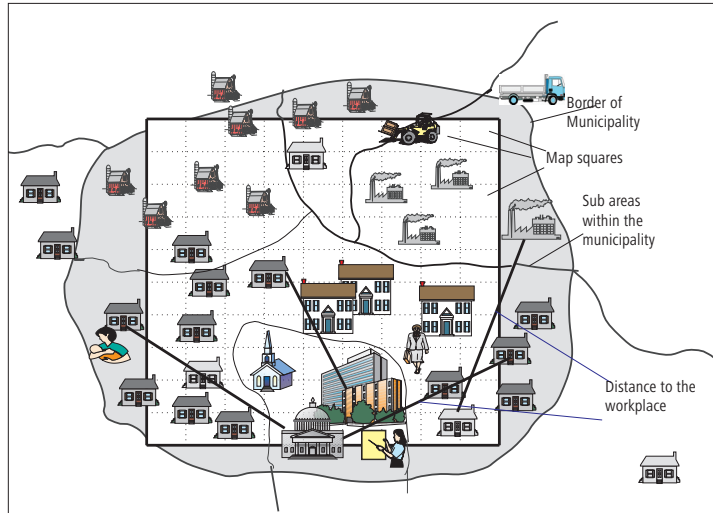 Border of
Municipality
Map squares
Sub areas
within the
municipality
Distance to the
workplace